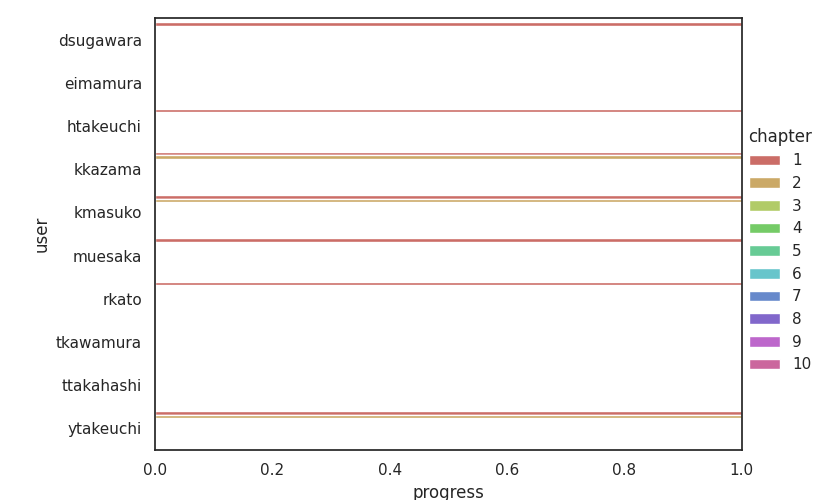 dsugawara
eimamura
htakeuchi
kkazama
kmasuko
muesaka
rkato
tkawamura
ttakahashi
ytakeuchi
user
0.0 0.2 0.4 0.6 0.8 1.0
progress
chapter
1
2
3
4
5
6
7
8
9
10